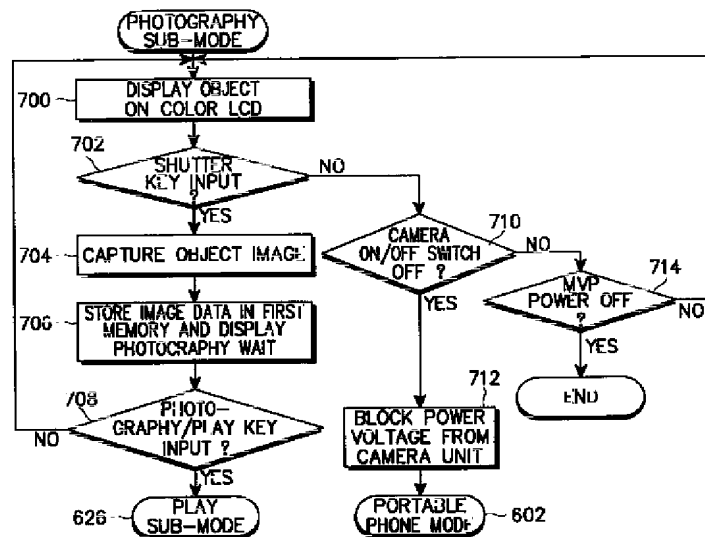 PHOTOGRAPHY
SUB-MODE
700
DISPLAY OBJECT
ON COLOR LCD
702
SHUTTER
KEY INPUT
?
NO
YES
704
CAPTURE OBJECT IMAGE
706
STORE IMAGE DATA IN FIRST
MEMORY AND DISPLAY
PHOTOGRAPHY WAIT
708
PHOTO-
GRAPHY/PLAY KEY
INPUT ?
NO
YES
626
PLAY
SUB-MODE
710
CAMERA
ON/OFF SWITCH
OFF ?
NO
YES
712
BLOCK POWER
VOLTAGE FROM
CAMERA UNIT
PORTABLE
PHONE MODE
602
714
MVP
POWER OFF
?
NO
YES
END